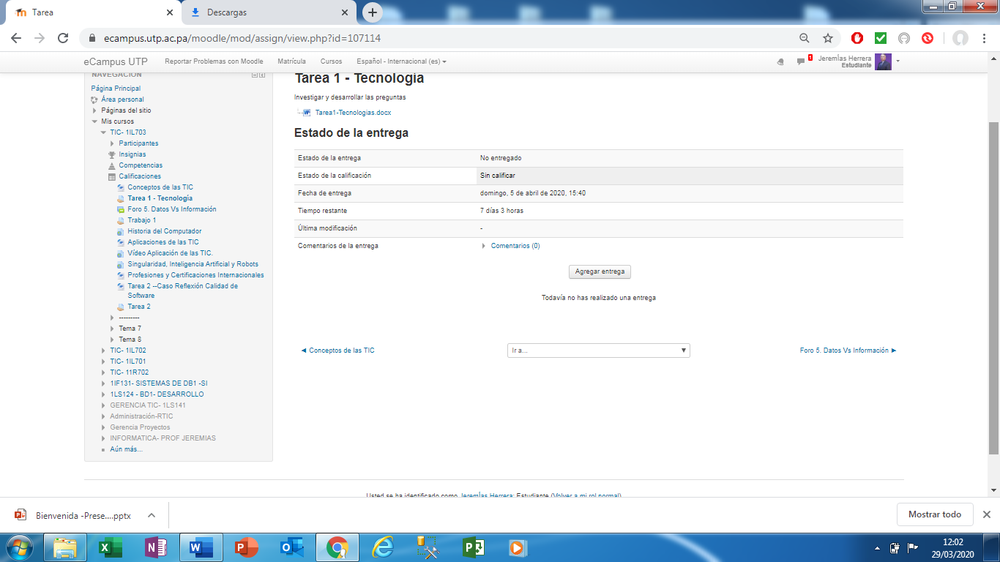 Tarea
Descargas
ecampus.utp.ac.pa/moodle/mod/assign/view.php?id=107114
eCampus UTP
Reportar Problemas con Moodle
Matrícula
Cursos
Español - Internacional (es)
1
Jeremías Herrera
Estudiante
NAVEGACIÓN
Página Principal
Área personal
Páginas del sitio
Mis cursos
TIC- 1IL703
Participantes
Insignias
Competencias
Calificaciones
Conceptos de las TIC
Tarea 1 - Tecnología
Foro 5. Datos Vs Información
Trabajo 1
Historia del Computador
Aplicaciones de las TIC
Vídeo Aplicación de las TIC.
Singularidad, Inteligencia Artificial y Robots
Profesiones y Certificaciones Internacionales
Tarea 2 --Caso Reflexión Calidad de
Software
Tarea 2
---------
Tema 7
Tema 8
TIC- 1IL702
TIC- 1IL701
TIC- 11R702
1IF131- SISTEMAS DE DB1 -SI
1LS124 - BD1- DESARROLLO
GERENCIA TIC- 1LS141
Administración-RTIC
Gerencia Proyectos
INFORMATICA- PROF JEREMIAS
Aún más...
Tarea 1 - Tecnología
Investigar y desarrollar las preguntas
Tarea1-Tecnologias.docx
Estado de la entrega
Estado de la entrega No entregado
Estado de la calificación Sin calificar
Fecha de entrega domingo, 5 de abril de 2020, 15:40
Tiempo restante 7 días 3 horas
Última modificación -
Comentarios de la entrega Comentarios (0)
Agregar entrega
Todavía no has realizado una entrega
◄ Conceptos de las TIC
Ir a...
Foro 5. Datos Vs Información ►
Usted se ha identificado como Jeremías Herrera: Estudiante (Volver a mi rol normal)
Bienvenida -Prese....pptx
Mostrar todo
12:02
29/03/2020